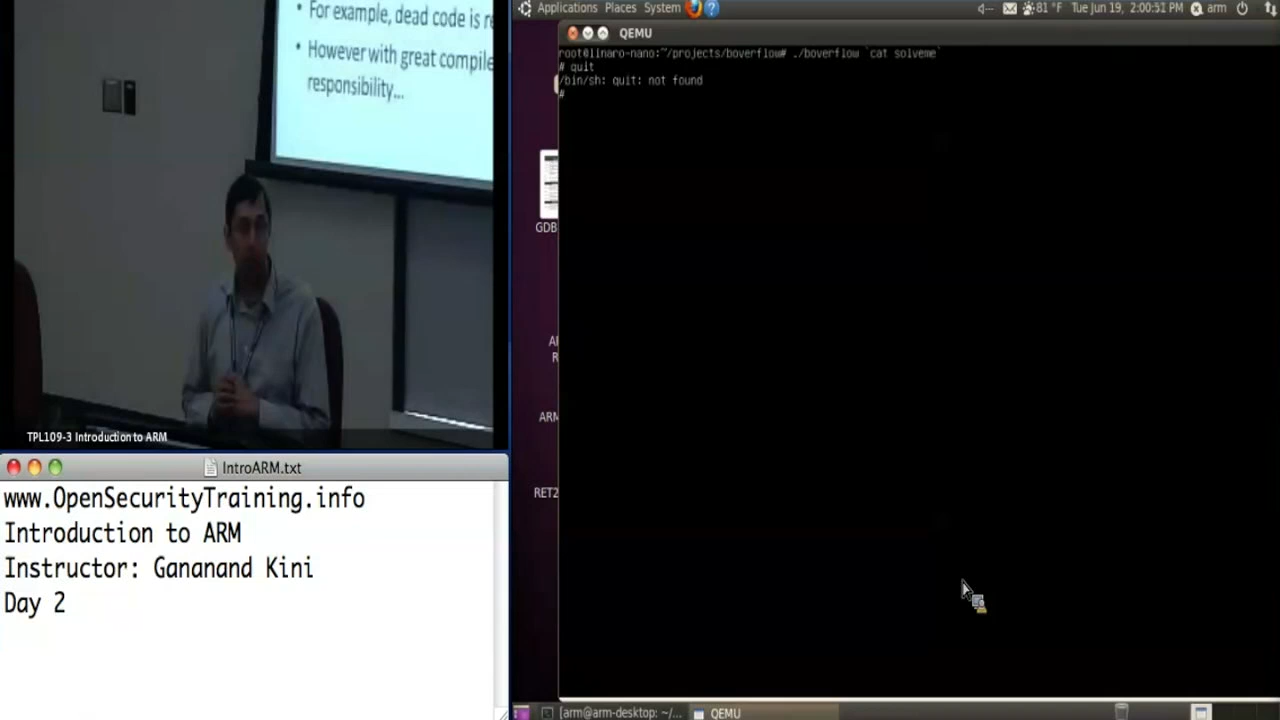 • For example, dead code is re
• However with great compile
responsibility...
TPL109-3 Introduction to ARM
IntroARM.txt
www.OpenSecurityTraining.info
Introduction to ARM
Instructor: Gananand Kini
Day 2
Applications Places System
81 °F Tue Jun 19, 2:00:51 PM arm
QEMU
root@linaro-nano:~/projects/boverflow# ./boverflow `cat solveme`
# quit
/bin/sh: quit: not found
#
GDB
ARM
RET2
[arm@arm-desktop: ~/... QEMU